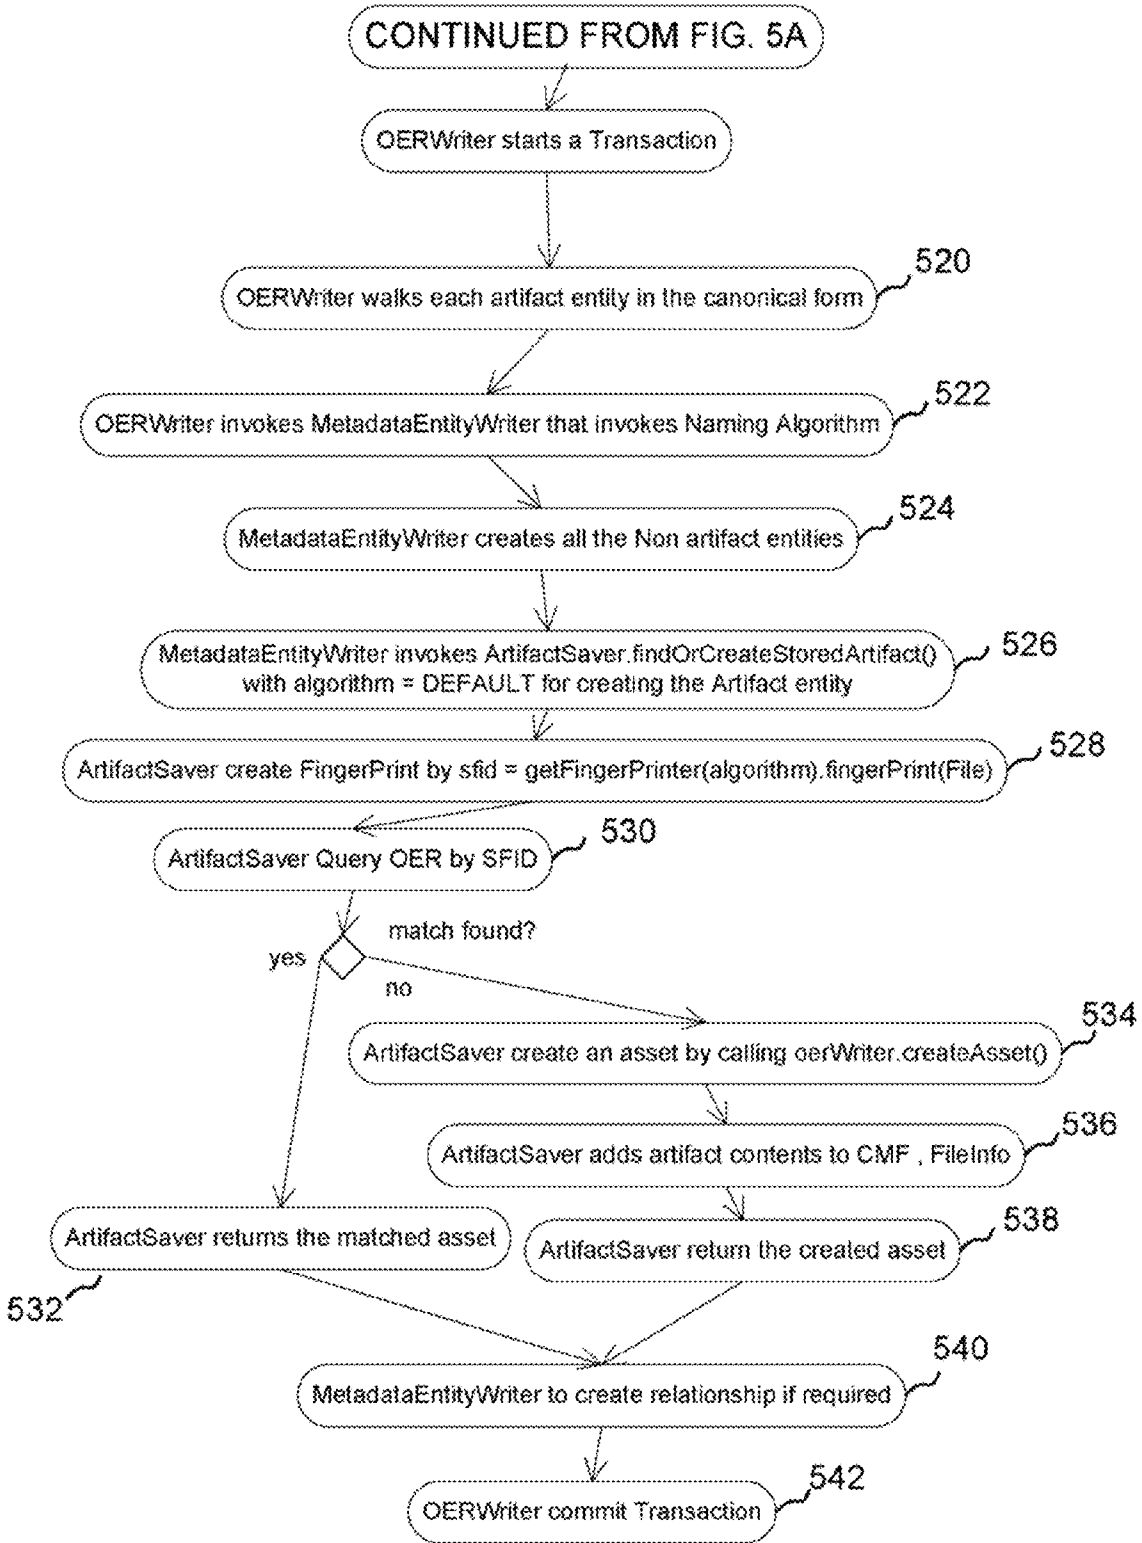 CONTINUED FROM FIG. 5A
OERWriter starts a Transaction
520
OERWriter walks each artifact entity in the canonical form
522
OERWriter invokes MetadataEntityWriter that invokes Naming Algorithm
524
MetadataEntityWriter creates all the Non artifact entities
526
MetadataEntityWriter invokes ArtifactSaver.findOrCreateStoredArtifact()
with algorithm = DEFAULT for creating the Artifact entity
528
ArtifactSaver create FingerPrint by sfid = getFingerPrinter(algorithm).fingerPrint(File)
530
ArtifactSaver Query OER by SFID
match found?
yes
no
534
ArtifactSaver create an asset by calling oerWriter.createAsset()
536
ArtifactSaver adds artifact contents to CMF , FileInfo
538
ArtifactSaver returns the matched asset
ArtifactSaver return the created asset
532
540
MetadataEntityWriter to create relationship if required
542
OERWriter commit Transaction